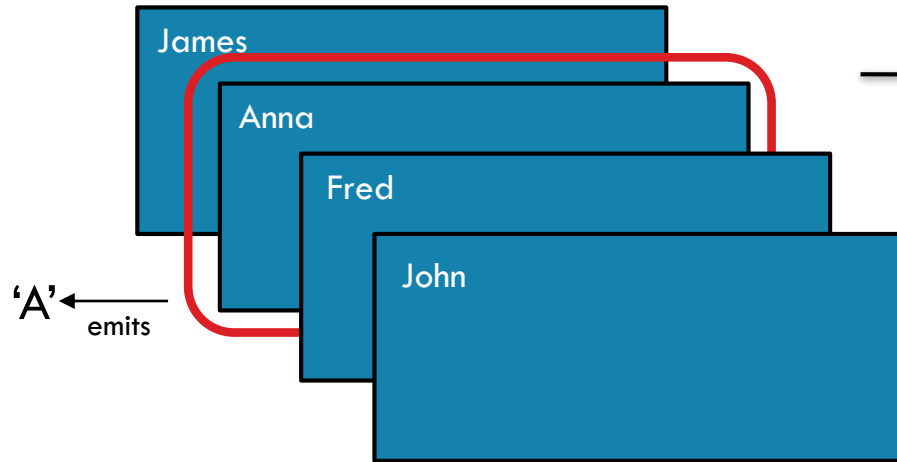 James
Anna
Fred
John
‘A’
emits